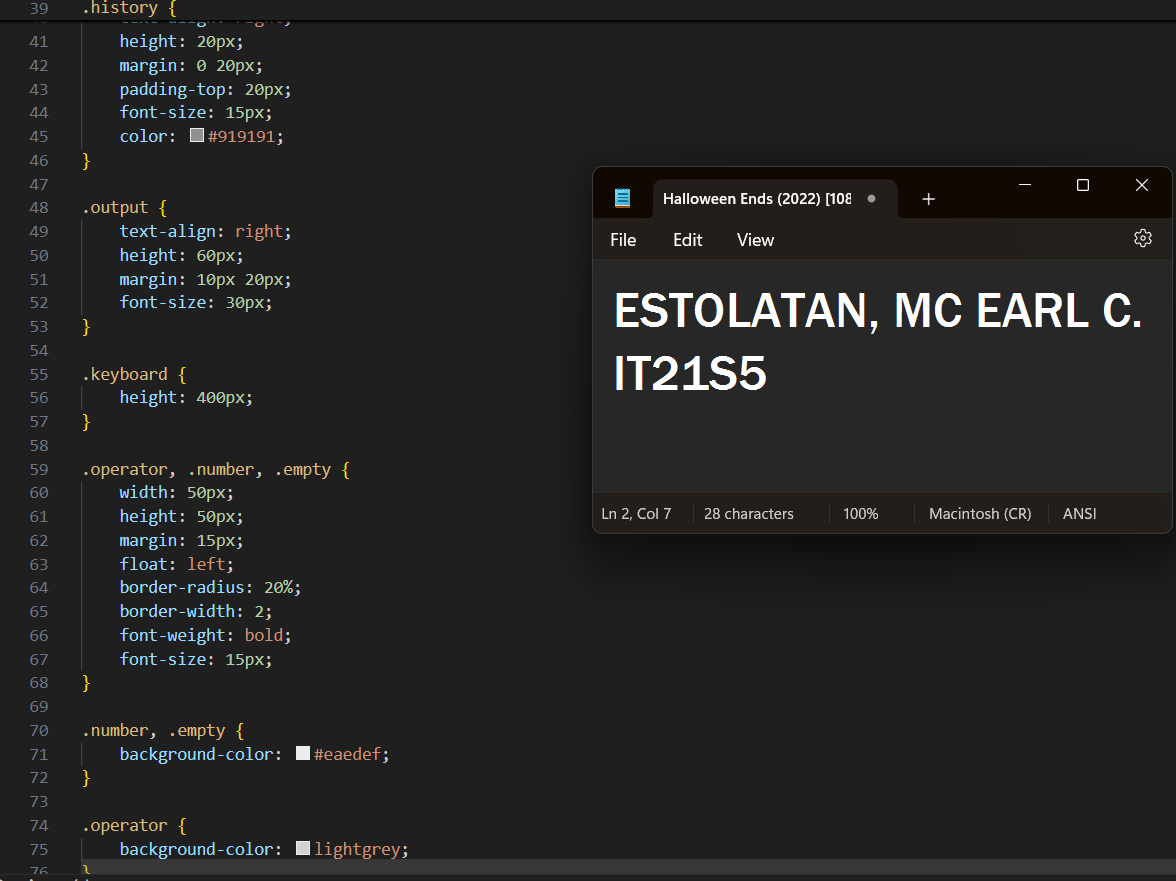 39 .history {
41 height: 20px;
42 margin: 0 20px;
43 padding-top: 20px;
44 font-size: 15px;
45 color: #919191;
46 }
47
48 .output {
49 text-align: right;
50 height: 60px;
51 margin: 10px 20px;
52 font-size: 30px;
53 }
54
55 .keyboard {
56 height: 400px;
57 }
58
59 .operator, .number, .empty {
60 width: 50px;
61 height: 50px;
62 margin: 15px;
63 float: left;
64 border-radius: 20%;
65 border-width: 2;
66 font-weight: bold;
67 font-size: 15px;
68 }
69
70 .number, .empty {
71 background-color: #eaedef;
72 }
73
74 .operator {
75 background-color: lightgrey;
76 }
Halloween Ends (2022) [108
File Edit View
ESTOLATAN, MC EARL C.
IT21S5
Ln 2, Col 7 28 characters 100% Macintosh (CR) ANSI